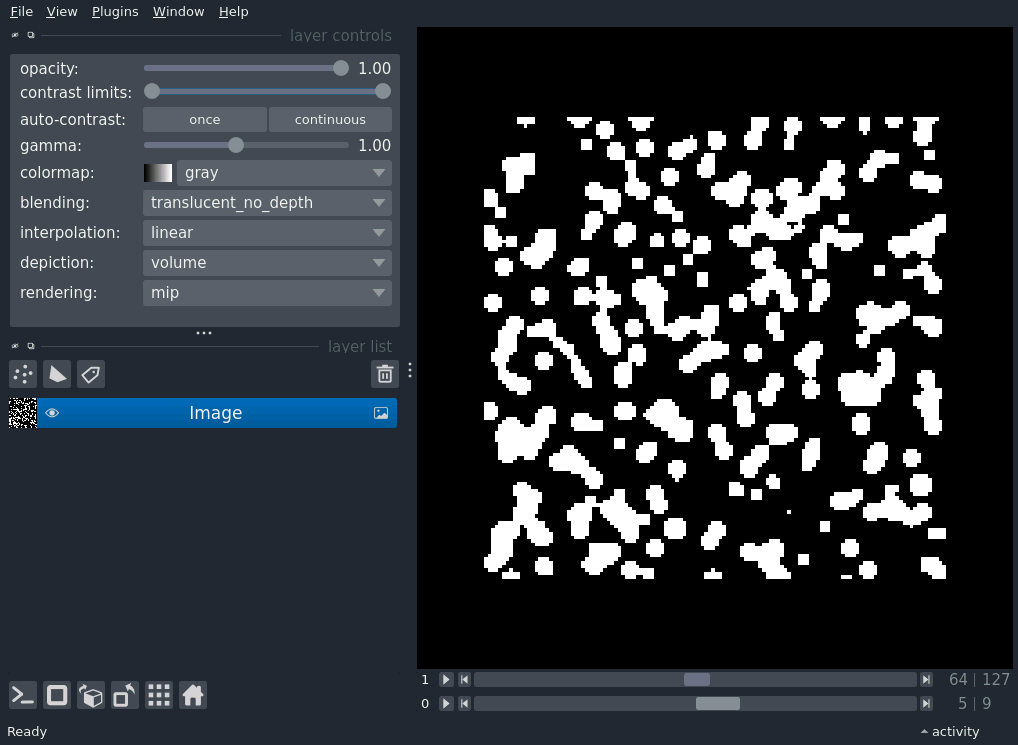 File View Plugins Window Help
layer controls
opacity: 1.00
contrast limits:
auto-contrast: once continuous
gamma: 1.00
colormap: gray
blending: translucent_no_depth
interpolation: linear
depiction: volume
rendering: mip
layer list
Image
1 64 | 127
0 5 | 9
Ready activity